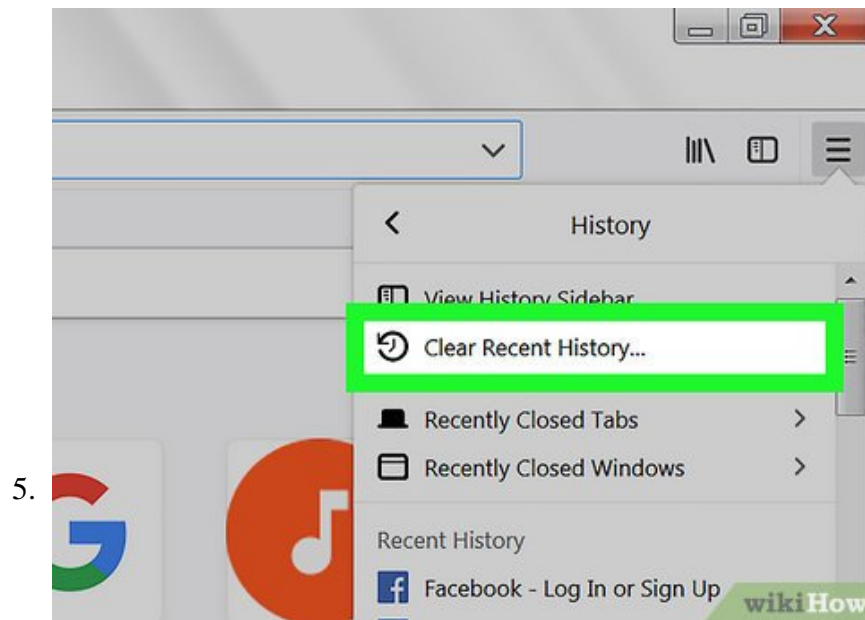 History
View History Sidebar
Clear Recent History...
Recently Closed Tabs
Recently Closed Windows
5.
Recent History
Facebook - Log In or Sign Up
wikiHow